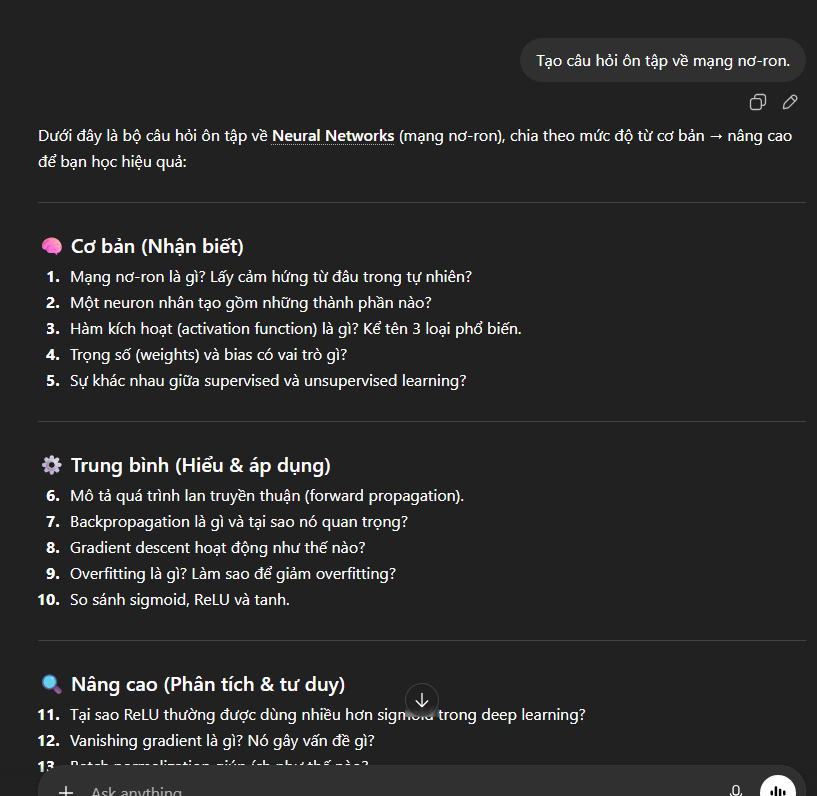 Tạo câu hỏi ôn tập về mạng nơ-ron.
Dưới đây là bộ câu hỏi ôn tập về Neural Networks (mạng nơ-ron), chia theo mức độ từ cơ bản → nâng cao
để bạn học hiệu quả:
🧠 Cơ bản (Nhận biết)
1. Mạng nơ-ron là gì? Lấy cảm hứng từ đâu trong tự nhiên?
2. Một neuron nhân tạo gồm những thành phần nào?
3. Hàm kích hoạt (activation function) là gì? Kể tên 3 loại phổ biến.
4. Trọng số (weights) và bias có vai trò gì?
5. Sự khác nhau giữa supervised và unsupervised learning?
⚙️ Trung bình (Hiểu & áp dụng)
6. Mô tả quá trình lan truyền thuận (forward propagation).
7. Backpropagation là gì và tại sao nó quan trọng?
8. Gradient descent hoạt động như thế nào?
9. Overfitting là gì? Làm sao để giảm overfitting?
10. So sánh sigmoid, ReLU và tanh.
🔍 Nâng cao (Phân tích & tư duy)
11. Tại sao ReLU thường được dùng nhiều hơn sigmoid trong deep learning?
12. Vanishing gradient là gì? Nó gây vấn đề gì?
13. Batch normalization giúp ích như thế nào?
Ask anything